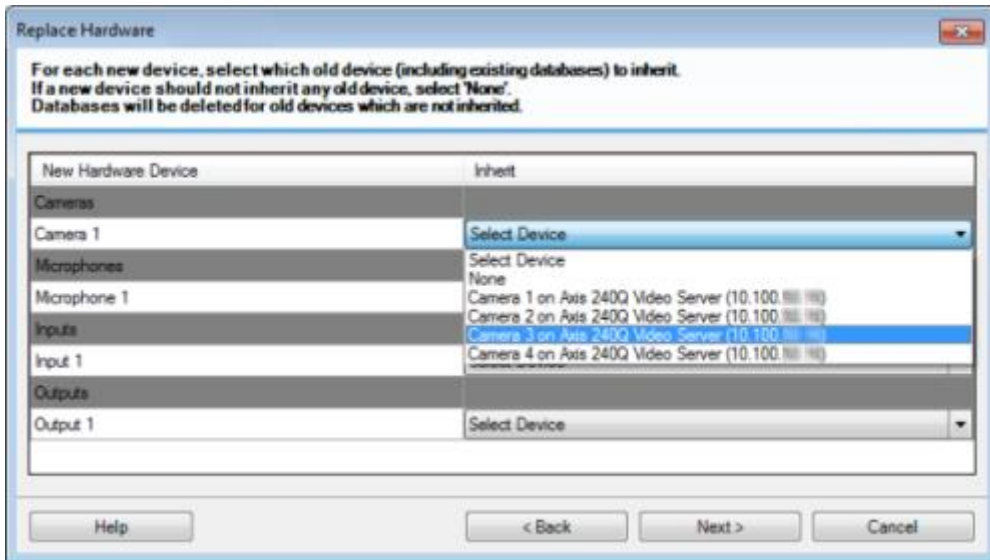 Replace Hardware
For each new device, select which old device (including existing databases) to inherit.
If a new device should not inherit any old device, select 'None'.
Databases will be deleted for old devices which are not inherited.
New Hardware Device Inherit
Cameras
Camera 1 Select Device
Select Device
Microphones
None
Microphone 1 Camera 1 on Axis 240Q Video Server (10.100.
Camera 2 on Axis 240Q Video Server (10.100.
Inputs Camera 3 on Axis 240Q Video Server (10.100.
Input 1 Camera 4 on Axis 240Q Video Server (10.100.
Outputs
Output 1 Select Device
Help < Back Next > Cancel